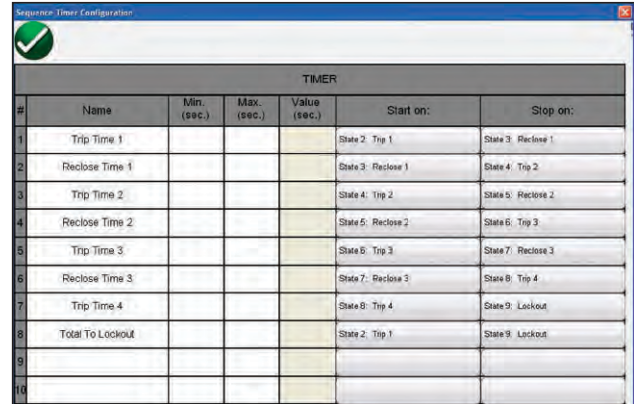 Sequence Timer Configuration
TIMER
# Name Min. (sec.) Max. (sec.) Value (sec.) Start on: Stop on:
1 Trip Time 1 State 2: Trip 1 State 3: Reclose 1
2 Reclose Time 1 State 3: Reclose 1 State 4: Trip 2
3 Trip Time 2 State 4: Trip 2 State 5: Reclose 2
4 Reclose Time 2 State 5: Reclose 2 State 6: Trip 3
5 Trip Time 3 State 6: Trip 3 State 7: Reclose 3
6 Reclose Time 3 State 7: Reclose 3 State 8: Trip 4
7 Trip Time 4 State 8: Trip 4 State 9: Lockout
8 Total To Lockout State 2: Trip 1 State 9: Lockout
9
10